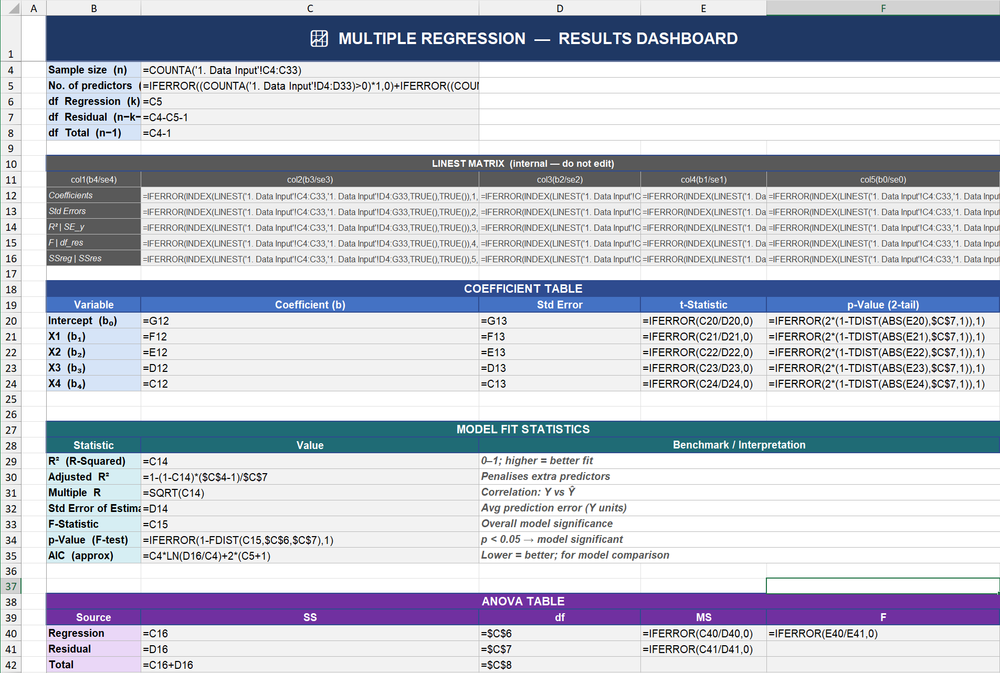 A B C D E F
1 MULTIPLE REGRESSION — RESULTS DASHBOARD
4 Sample size (n) =COUNTA('1. Data Input'!C4:C33)
5 No. of predictors ( =IFERROR((COUNTA('1. Data Input'!D4:D33)>0)*1,0)+IFERROR((COUN
6 df Regression (k) =C5
7 df Residual (n−k− =C4-C5-1
8 df Total (n−1) =C4-1
9
10 LINEST MATRIX (internal — do not edit)
11 col1(b4/se4) col2(b3/se3) col3(b2/se2) col4(b1/se1) col5(b0/se0)
12 Coefficients =IFERROR(INDEX(LINEST('1. Data Input'!C4:C33,'1. Data Input'!D4:G33,TRUE(),TRUE()),1, =IFERROR(INDEX(LINEST('1. Data Input'!C =IFERROR(INDEX(LINEST('1. Da =IFERROR(INDEX(LINEST('1. Data Input'!C4:C33,'1. Data Input
13 Std Errors =IFERROR(INDEX(LINEST('1. Data Input'!C4:C33,'1. Data Input'!D4:G33,TRUE(),TRUE()),2, =IFERROR(INDEX(LINEST('1. Data Input'!C =IFERROR(INDEX(LINEST('1. Da =IFERROR(INDEX(LINEST('1. Data Input'!C4:C33,'1. Data Input
14 R² | SE_y =IFERROR(INDEX(LINEST('1. Data Input'!C4:C33,'1. Data Input'!D4:G33,TRUE(),TRUE()),3, =IFERROR(INDEX(LINEST('1. Data Input'!C =IFERROR(INDEX(LINEST('1. Da =IFERROR(INDEX(LINEST('1. Data Input'!C4:C33,'1. Data Input
15 F | df_res =IFERROR(INDEX(LINEST('1. Data Input'!C4:C33,'1. Data Input'!D4:G33,TRUE(),TRUE()),4, =IFERROR(INDEX(LINEST('1. Data Input'!C =IFERROR(INDEX(LINEST('1. Da =IFERROR(INDEX(LINEST('1. Data Input'!C4:C33,'1. Data Input
16 SSreg | SSres =IFERROR(INDEX(LINEST('1. Data Input'!C4:C33,'1. Data Input'!D4:G33,TRUE(),TRUE()),5, =IFERROR(INDEX(LINEST('1. Data Input'!C =IFERROR(INDEX(LINEST('1. Da =IFERROR(INDEX(LINEST('1. Data Input'!C4:C33,'1. Data Input
17
18 COEFFICIENT TABLE
19 Variable Coefficient (b) Std Error t-Statistic p-Value (2-tail)
20 Intercept (b₀) =G12 =G13 =IFERROR(C20/D20,0) =IFERROR(2*(1-TDIST(ABS(E20),$C$7,1)),1)
21 X1 (b₁) =F12 =F13 =IFERROR(C21/D21,0) =IFERROR(2*(1-TDIST(ABS(E21),$C$7,1)),1)
22 X2 (b₂) =E12 =E13 =IFERROR(C22/D22,0) =IFERROR(2*(1-TDIST(ABS(E22),$C$7,1)),1)
23 X3 (b₃) =D12 =D13 =IFERROR(C23/D23,0) =IFERROR(2*(1-TDIST(ABS(E23),$C$7,1)),1)
24 X4 (b₄) =C12 =C13 =IFERROR(C24/D24,0) =IFERROR(2*(1-TDIST(ABS(E24),$C$7,1)),1)
25
26
27 MODEL FIT STATISTICS
28 Statistic Value Benchmark / Interpretation
29 R² (R-Squared) =C14 0–1; higher = better fit
30 Adjusted R² =1-(1-C14)*($C$4-1)/$C$7 Penalises extra predictors
31 Multiple R =SQRT(C14) Correlation: Y vs Ŷ
32 Std Error of Estima =D14 Avg prediction error (Y units)
33 F-Statistic =C15 Overall model significance
34 p-Value (F-test) =IFERROR(1-FDIST(C15,$C$6,$C$7),1) p < 0.05 → model significant
35 AIC (approx) =C4*LN(D16/C4)+2*(C5+1) Lower = better; for model comparison
36
37
38 ANOVA TABLE
39 Source SS df MS F
40 Regression =C16 =$C$6 =IFERROR(C40/D40,0) =IFERROR(E40/E41,0)
41 Residual =D16 =$C$7 =IFERROR(C41/D41,0)
42 Total =C16+D16 =$C$8